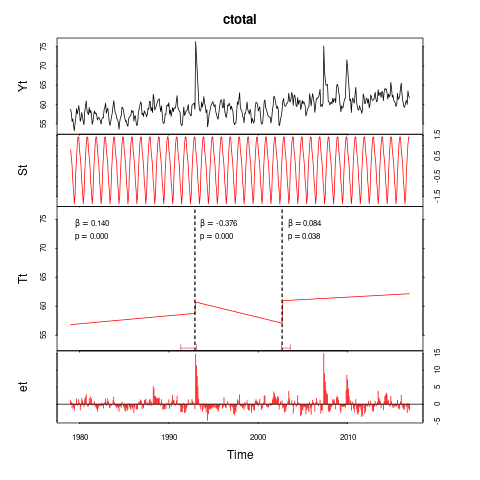 ctotal
Yt
55 60 65 70 75
St
-1.5 -0.5 0.5 1.5
Tt
55 60 65 70 75
β = 0.140
p = 0.000
β = -0.376
p = 0.000
β = 0.084
p = 0.038
et
-5 0 5 10 15
1980 1990 2000 2010
Time